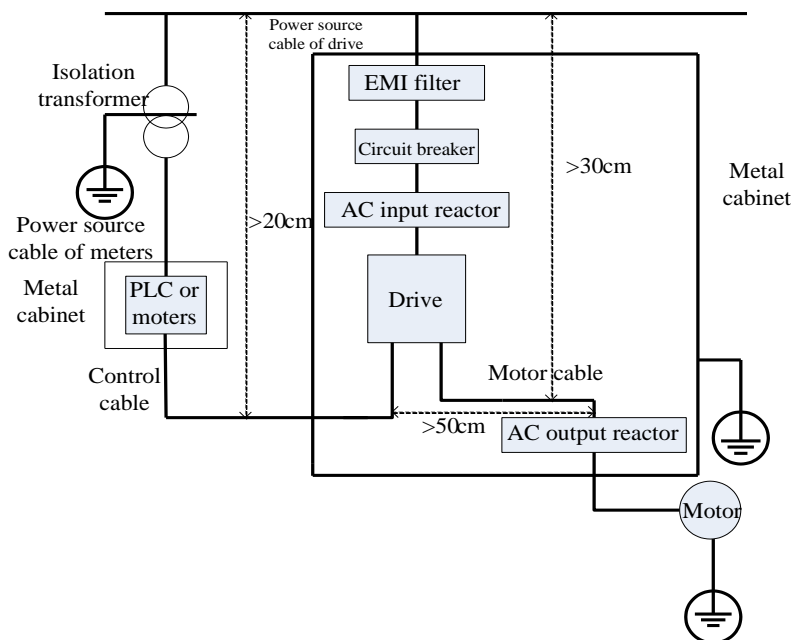 Power source
cable of drive
Isolation
transformer
EMI filter
Circuit breaker
>30cm
Metal
cabinet
AC input reactor
>20cm
Power source
cable of meters
Metal
cabinet
PLC or
moters
Drive
Control
cable
Motor cable
>50cm
AC output reactor
Motor